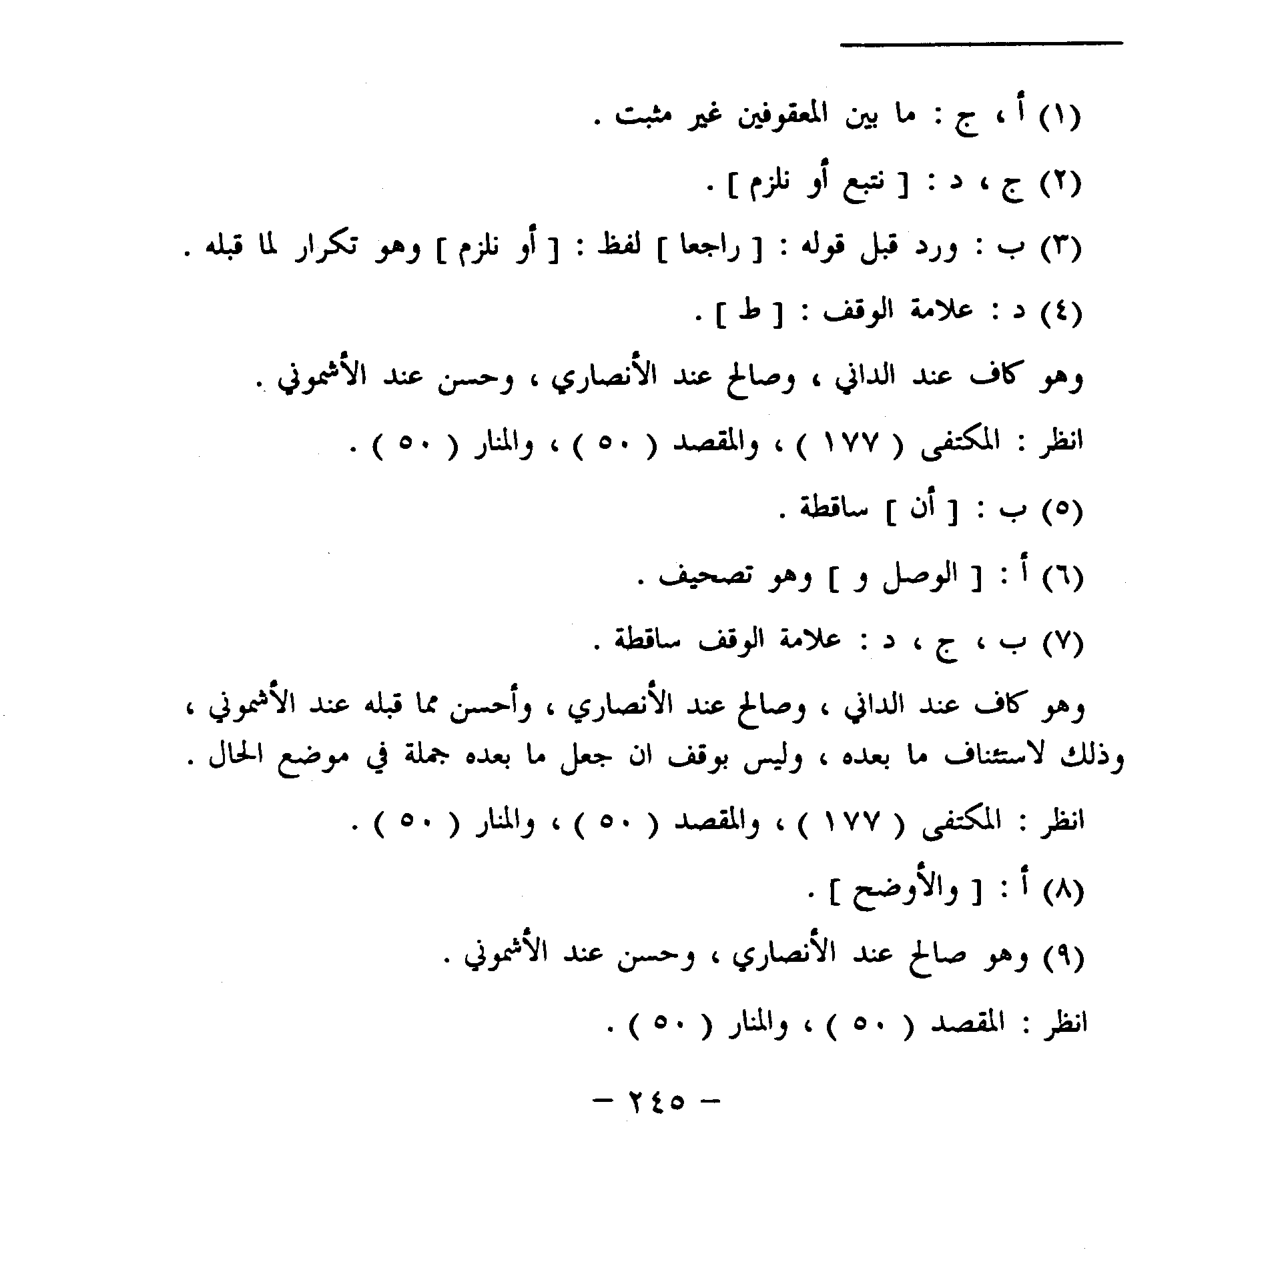 (١) أ ، ج : ما بين المعقوفين غير مثبت .
(٢) ج ، د : [ نتبع أو نلزم ] .
(٣) ب : ورد قبل قوله : [ راجعا ] لفظ : [ أو نلزم ] وهو تكرار لما قبله .
(٤) د : علامة الوقف : [ ط ] .
وهو كاف عند الداني ، وصالح عند الأنصاري ، وحسن عند الأشموني .
انظر : المكتفى ( ١٧٧ ) ، والمقصد ( ٥٠ ) ، والمنار ( ٥٠ ) .
(٥) ب : [ أن ] ساقطة .
(٦) أ : [ الوصل و ] وهو تصحيف .
(٧) ب ، ج ، د : علامة الوقف ساقطة .
وهو كاف عند الداني ، وصالح عند الأنصاري ، وأحسن مما قبله عند الأشموني ،
وذلك لاستئناف ما بعده ، وليس بوقف ان جعل ما بعده جملة في موضع الحال .
انظر : المكتفى ( ١٧٧ ) ، والمقصد ( ٥٠ ) ، والمنار ( ٥٠ ) .
(٨) أ : [ والأوضح ] .
(٩) وهو صالح عند الأنصاري ، وحسن عند الأشموني .
انظر : المقصد ( ٥٠ ) ، والمنار ( ٥٠ ) .
– ٢٤٥ –